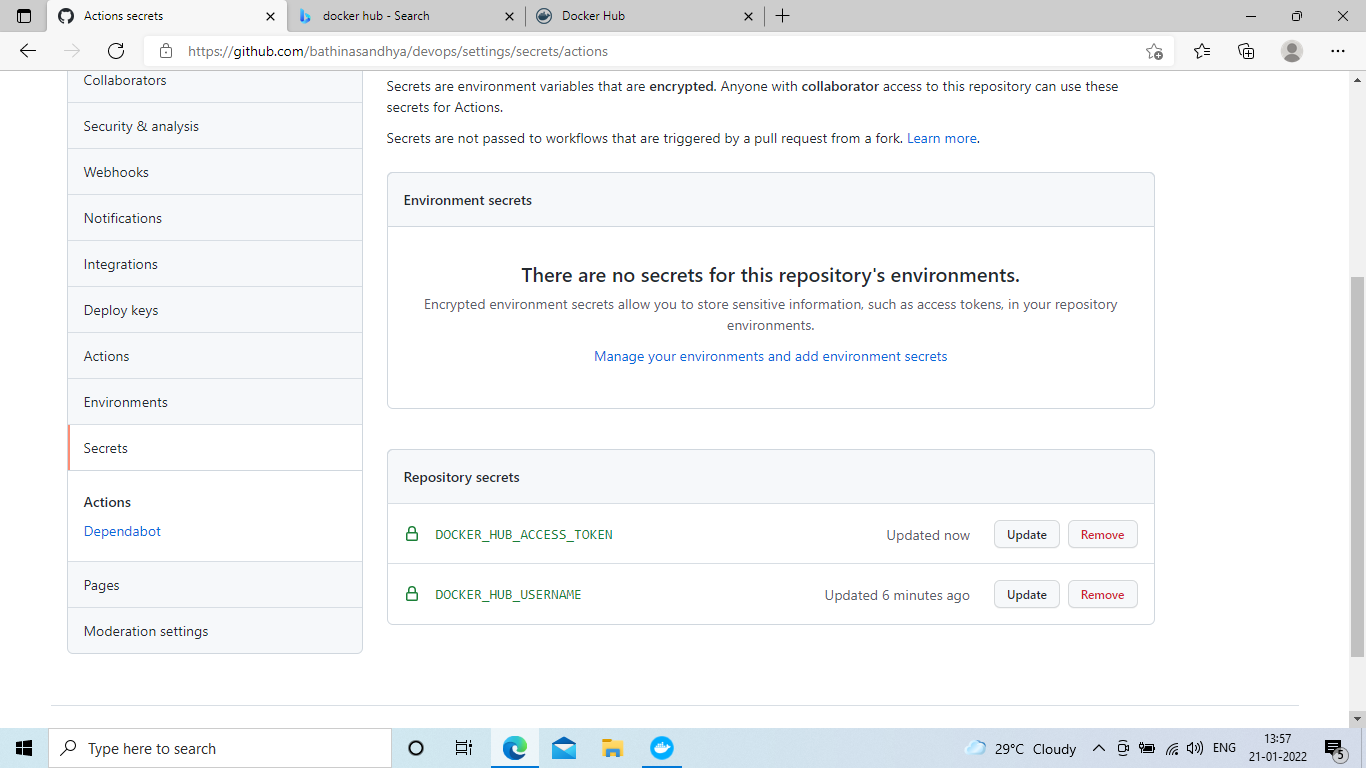 Actions secrets
docker hub - Search
Docker Hub
https://github.com/bathinasandhya/devops/settings/secrets/actions
Collaborators
Security & analysis
Webhooks
Notifications
Integrations
Deploy keys
Actions
Environments
Secrets
Actions
Dependabot
Pages
Moderation settings
Secrets are environment variables that are encrypted. Anyone with collaborator access to this repository can use these
secrets for Actions.
Secrets are not passed to workflows that are triggered by a pull request from a fork. Learn more.
Environment secrets
There are no secrets for this repository's environments.
Encrypted environment secrets allow you to store sensitive information, such as access tokens, in your repository
environments.
Manage your environments and add environment secrets
Repository secrets
DOCKER_HUB_ACCESS_TOKEN Updated now Update Remove
DOCKER_HUB_USERNAME Updated 6 minutes ago Update Remove
Type here to search
29°C Cloudy
ENG
13:57
21-01-2022
5